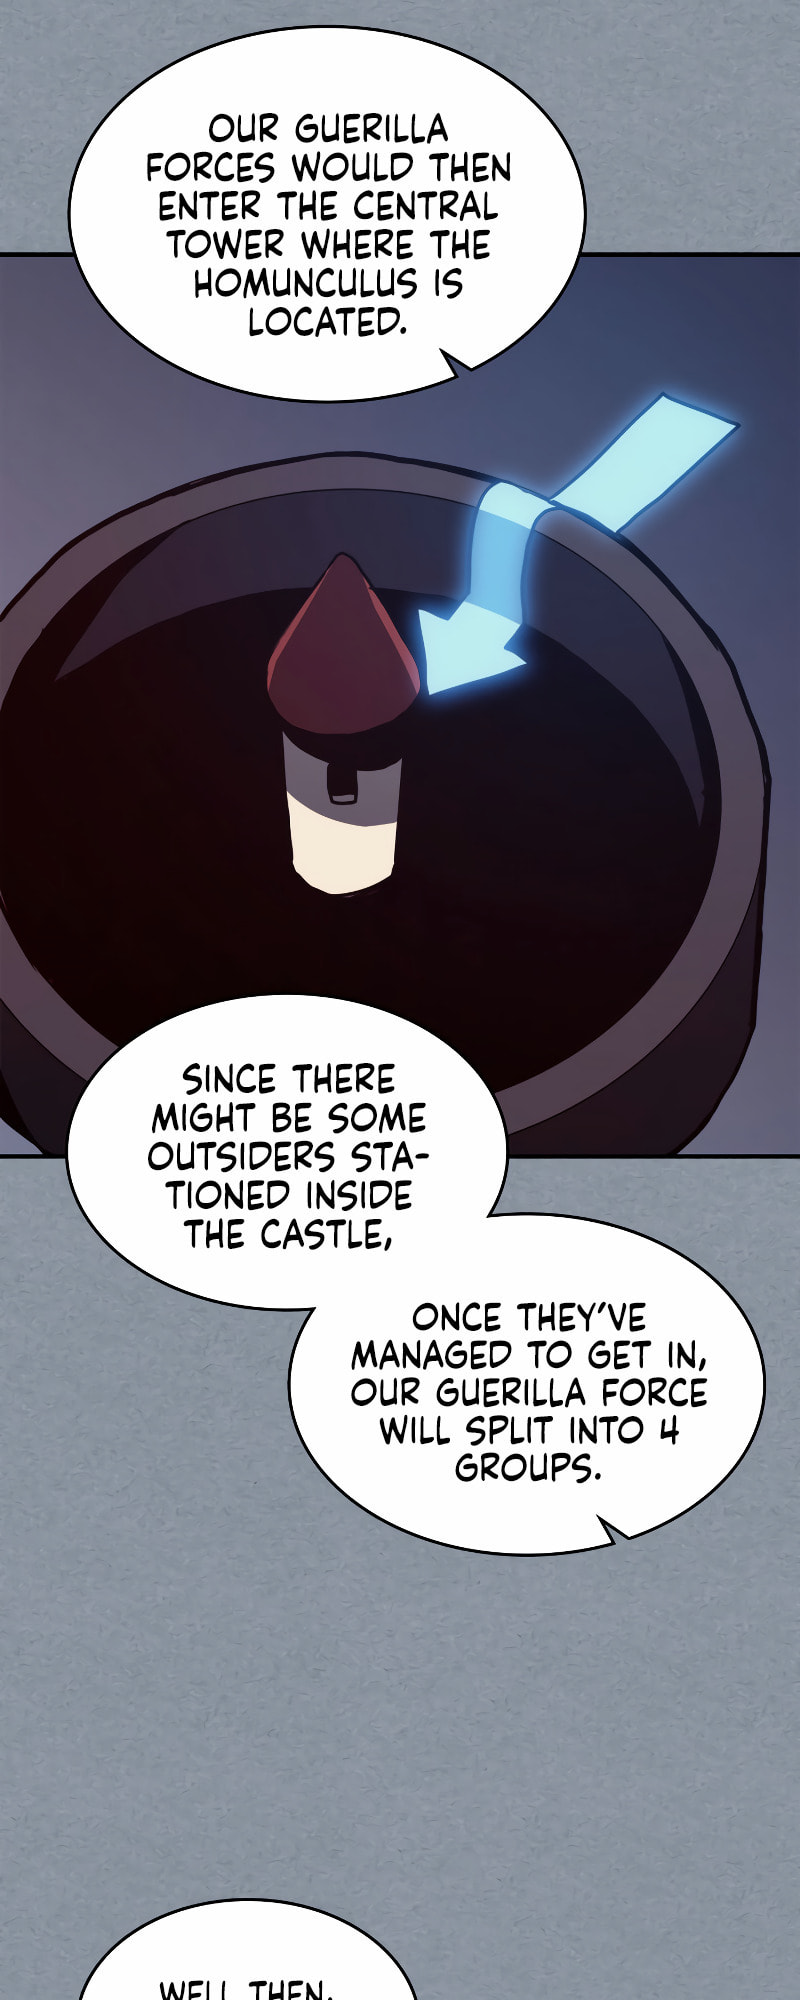 OUR GUERILLA
FORCES WOULD THEN
ENTER THE CENTRAL
TOWER WHERE THE
HOMUNCULUS IS
LOCATED.
SINCE THERE
MIGHT BE SOME
OUTSIDERS STA-
TIONED INSIDE
THE CASTLE,
ONCE THEY'VE
MANAGED TO GET IN,
OUR GUERILLA FORCE
WILL SPLIT INTO 4
GROUPS.
WELL THEN,